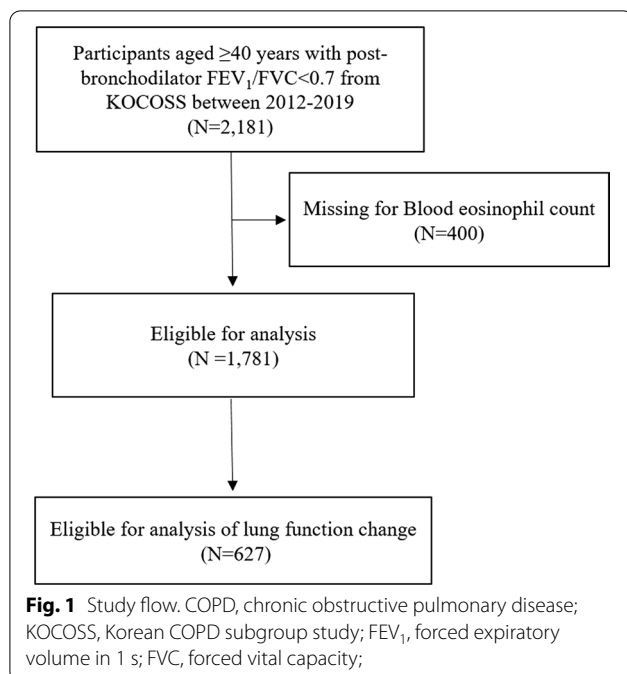 Participants aged ≥40 years with post-
bronchodilator FEV₁/FVC<0.7 from
KOCOSS between 2012-2019
(N=2,181)
Missing for Blood eosinophil count
(N=400)
Eligible for analysis
(N =1,781)
Eligible for analysis of lung function change
(N=627)
Fig. 1 Study flow. COPD, chronic obstructive pulmonary disease;
KOCOSS, Korean COPD subgroup study; FEV₁, forced expiratory
volume in 1 s; FVC, forced vital capacity;